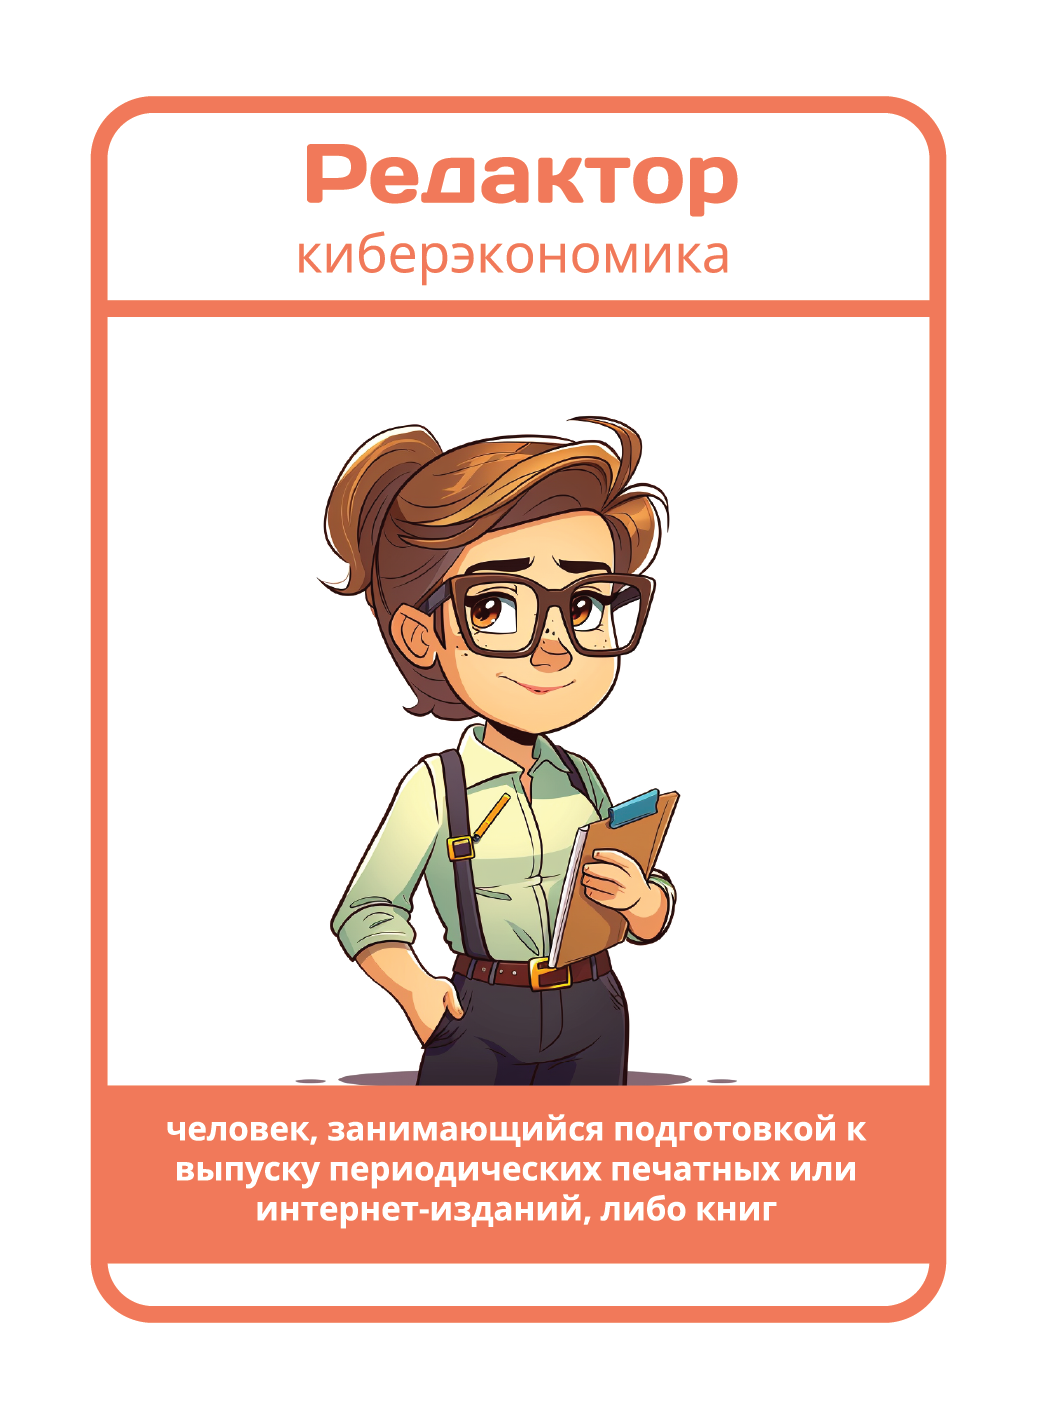 Редактор
киберэкономика
человек, занимающийся подготовкой к
выпуску периодических печатных или
интернет-изданий, либо книг